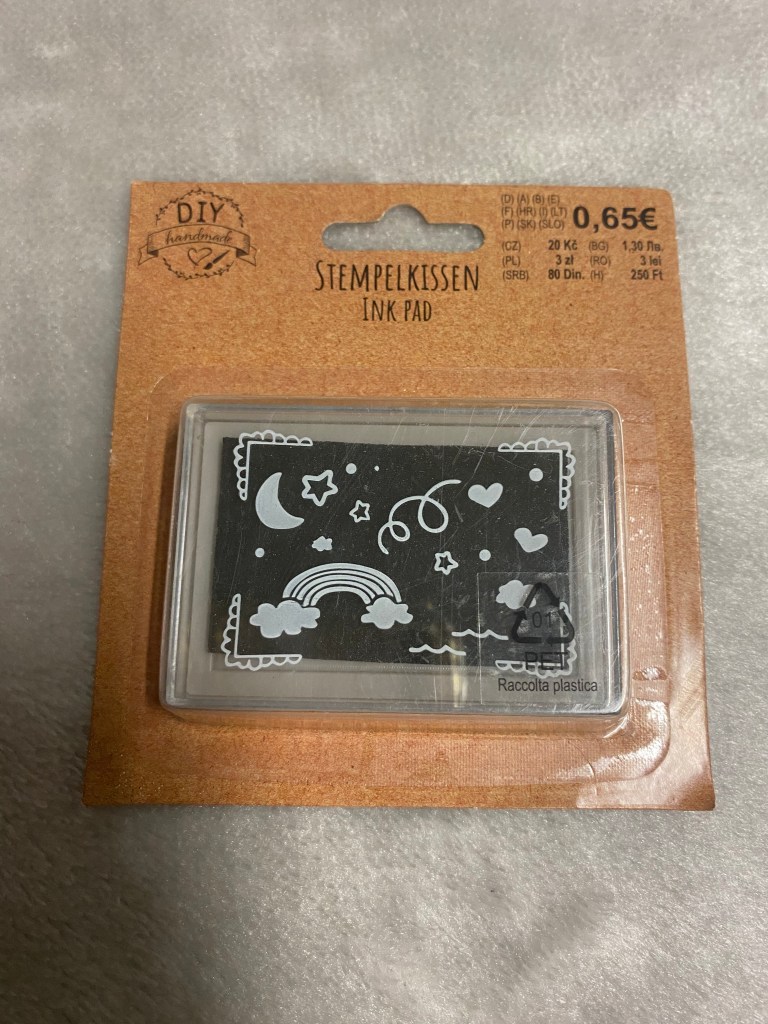 DIY
handmade
STEMPELKISSEN
INK PAD
(D) (A) (B) (E)
(F) (HR) (I) (LT)
(P) (SK) (SLO) 0,65€
(CZ) 20 Kč (BG) 1,30 Лв.
(PL) 3 zł (RO) 3 lei
(SRB) 80 Din. (H) 250 Ft
01
PET
Raccolta plastica